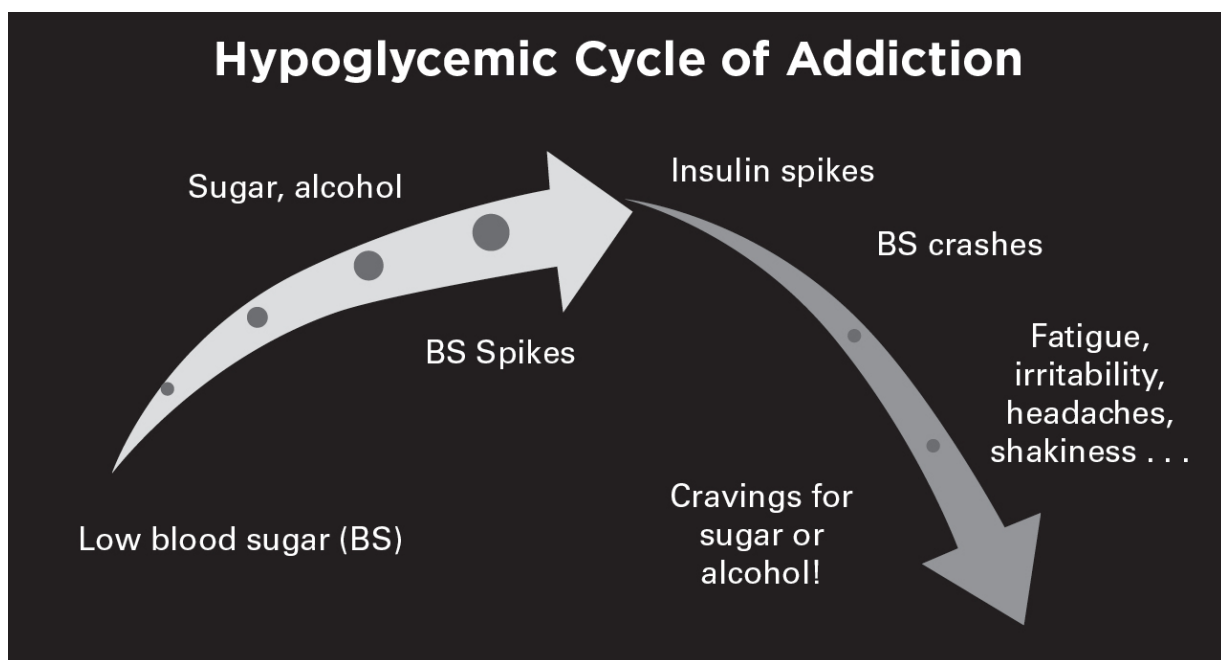 Hypoglycemic Cycle of Addiction
Sugar, alcohol
Insulin spikes
BS crashes
BS Spikes
Fatigue,
irritability,
headaches,
shakiness . . .
Cravings for
sugar or
alcohol!
Low blood sugar (BS)